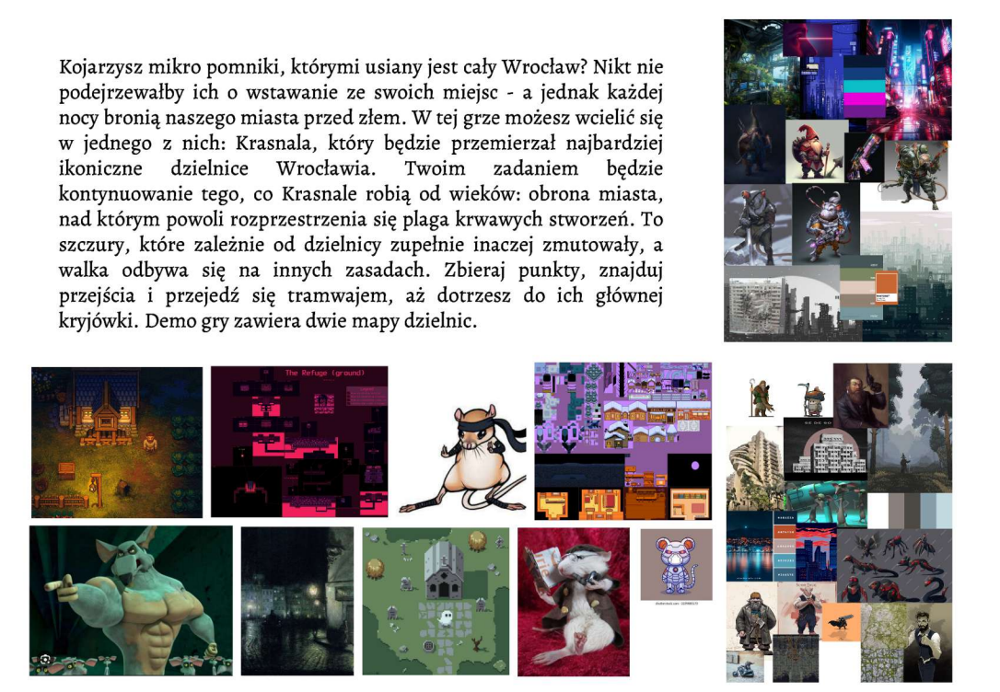 Kojarzysz mikro pomniki, którymi usiany jest cały Wrocław? Nikt nie
podejrzewałby ich o wstawanie ze swoich miejsc - a jednak każdej
nocy bronią naszego miasta przed złem. W tej grze możesz wcielić się
w jednego z nich: Krasnala, który będzie przemierzał najbardziej
ikoniczne dzielnice Wrocławia. Twoim zadaniem będzie
kontynuowanie tego, co Krasnale robią od wieków: obrona miasta,
nad którym powoli rozprzestrzenia się plaga krwawych stworzeń. To
szczury, które zależnie od dzielnicy zupełnie inaczej zmutowały, a
walka odbywa się na innych zasadach. Zbieraj punkty, znajduj
przejścia i przejedź się tramwajem, aż dotrzesz do ich głównej
kryjówki. Demo gry zawiera dwie mapy dzielnic.
The Refuge (ground)